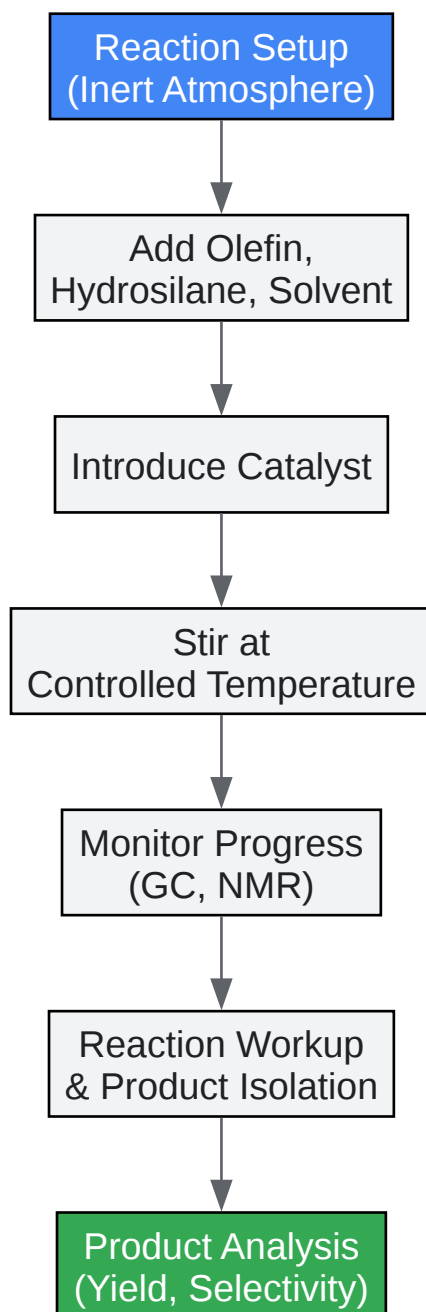 Reaction Setup
(Inert Atmosphere)
Add Olefin,
Hydrosilane, Solvent
Introduce Catalyst
Stir at
Controlled Temperature
Monitor Progress
(GC, NMR)
Reaction Workup
& Product Isolation
Product Analysis
(Yield, Selectivity)